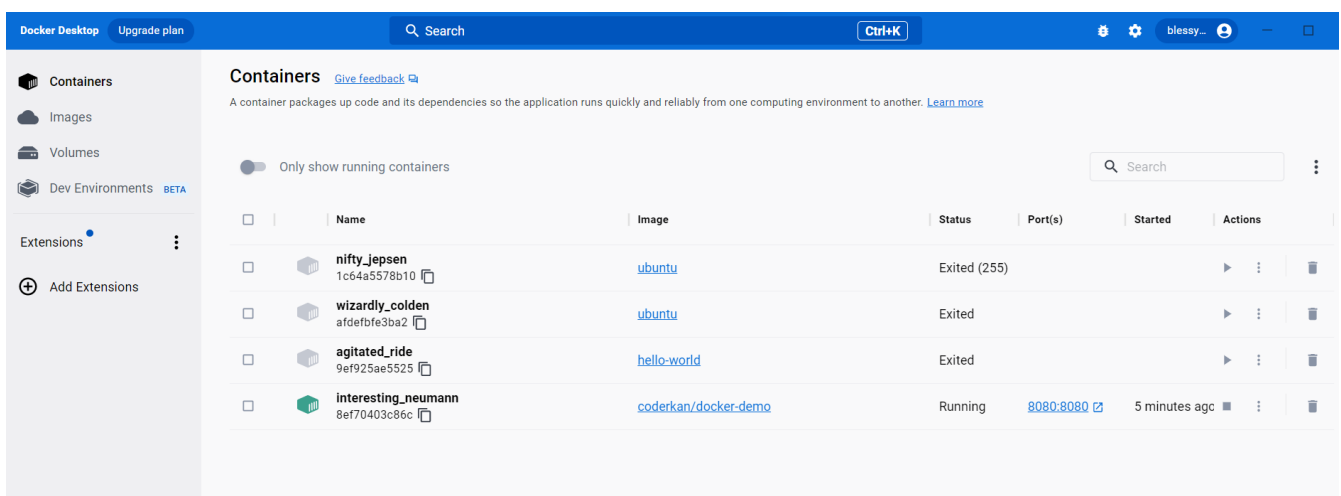 Docker Desktop Upgrade plan Search Ctrl+K blessy...
Containers
Images
Volumes
Dev Environments BETA
Extensions
Add Extensions
Containers Give feedback
A container packages up code and its dependencies so the application runs quickly and reliably from one computing environment to another. Learn more
Only show running containers Search
Name Image Status Port(s) Started Actions
nifty_jepsen
1c64a5578b10 ubuntu Exited (255)
wizardly_colden
afdefbfe3ba2 ubuntu Exited
agitated_ride
9ef925ae5525 hello-world Exited
interesting_neumann
8ef70403c86c coderkan/docker-demo Running 8080:8080 5 minutes agc